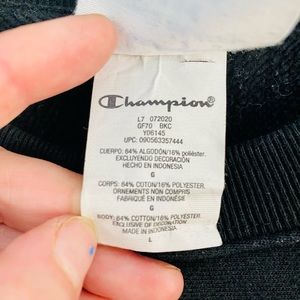 Champion
L7 072020
GF70 BKC
Y06145
UPC: 090563357444
CUERPO: 84% ALGODÓN/16% poliéster.
EXCLUYENDO DECORACIÓN
HECHO EN INDONESIA
G
CORPS: 84% COTON/16% POLYESTER.
ORNEMENTS NON COMPRIS
FABRIQUÉ EN INDONÉSIE
G
BODY: 84% COTTON/16% POLYESTER.
EXCLUSIVE OF DECORATION
MADE IN INDONESIA
L